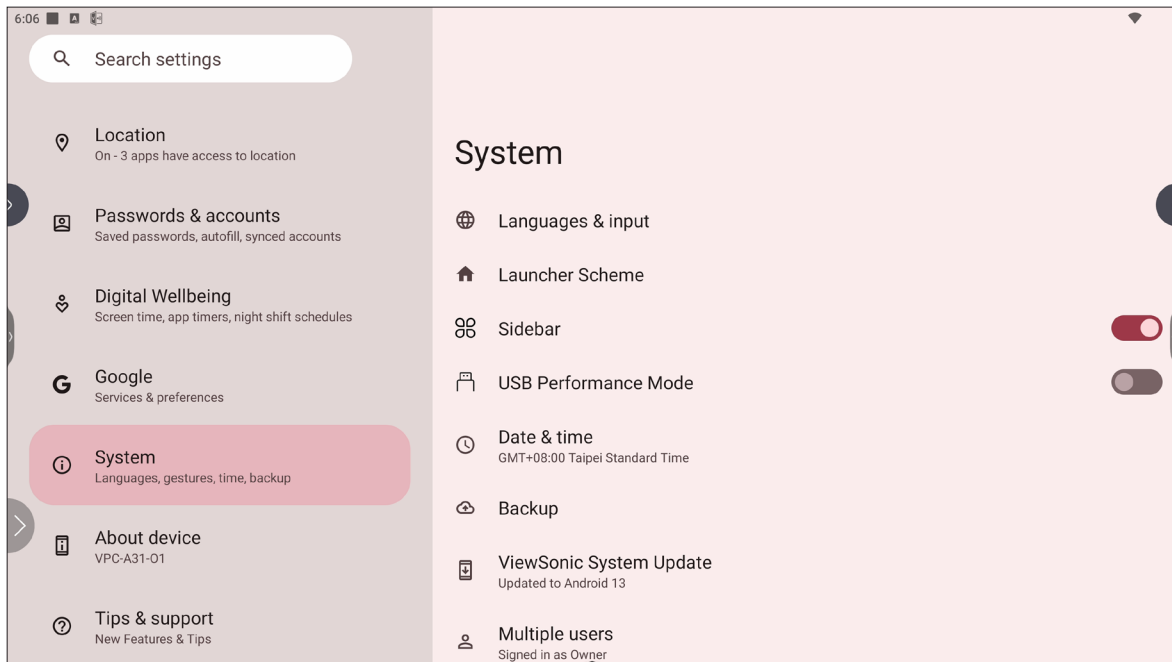 6:06
Search settings
Location
On - 3 apps have access to location
Passwords & accounts
Saved passwords, autofill, synced accounts
Digital Wellbeing
Screen time, app timers, night shift schedules
Google
Services & preferences
System
Languages, gestures, time, backup
About device
VPC-A31-O1
Tips & support
New Features & Tips
System
Languages & input
Launcher Scheme
Sidebar
USB Performance Mode
Date & time
GMT+08:00 Taipei Standard Time
Backup
ViewSonic System Update
Updated to Android 13
Multiple users
Signed in as Owner